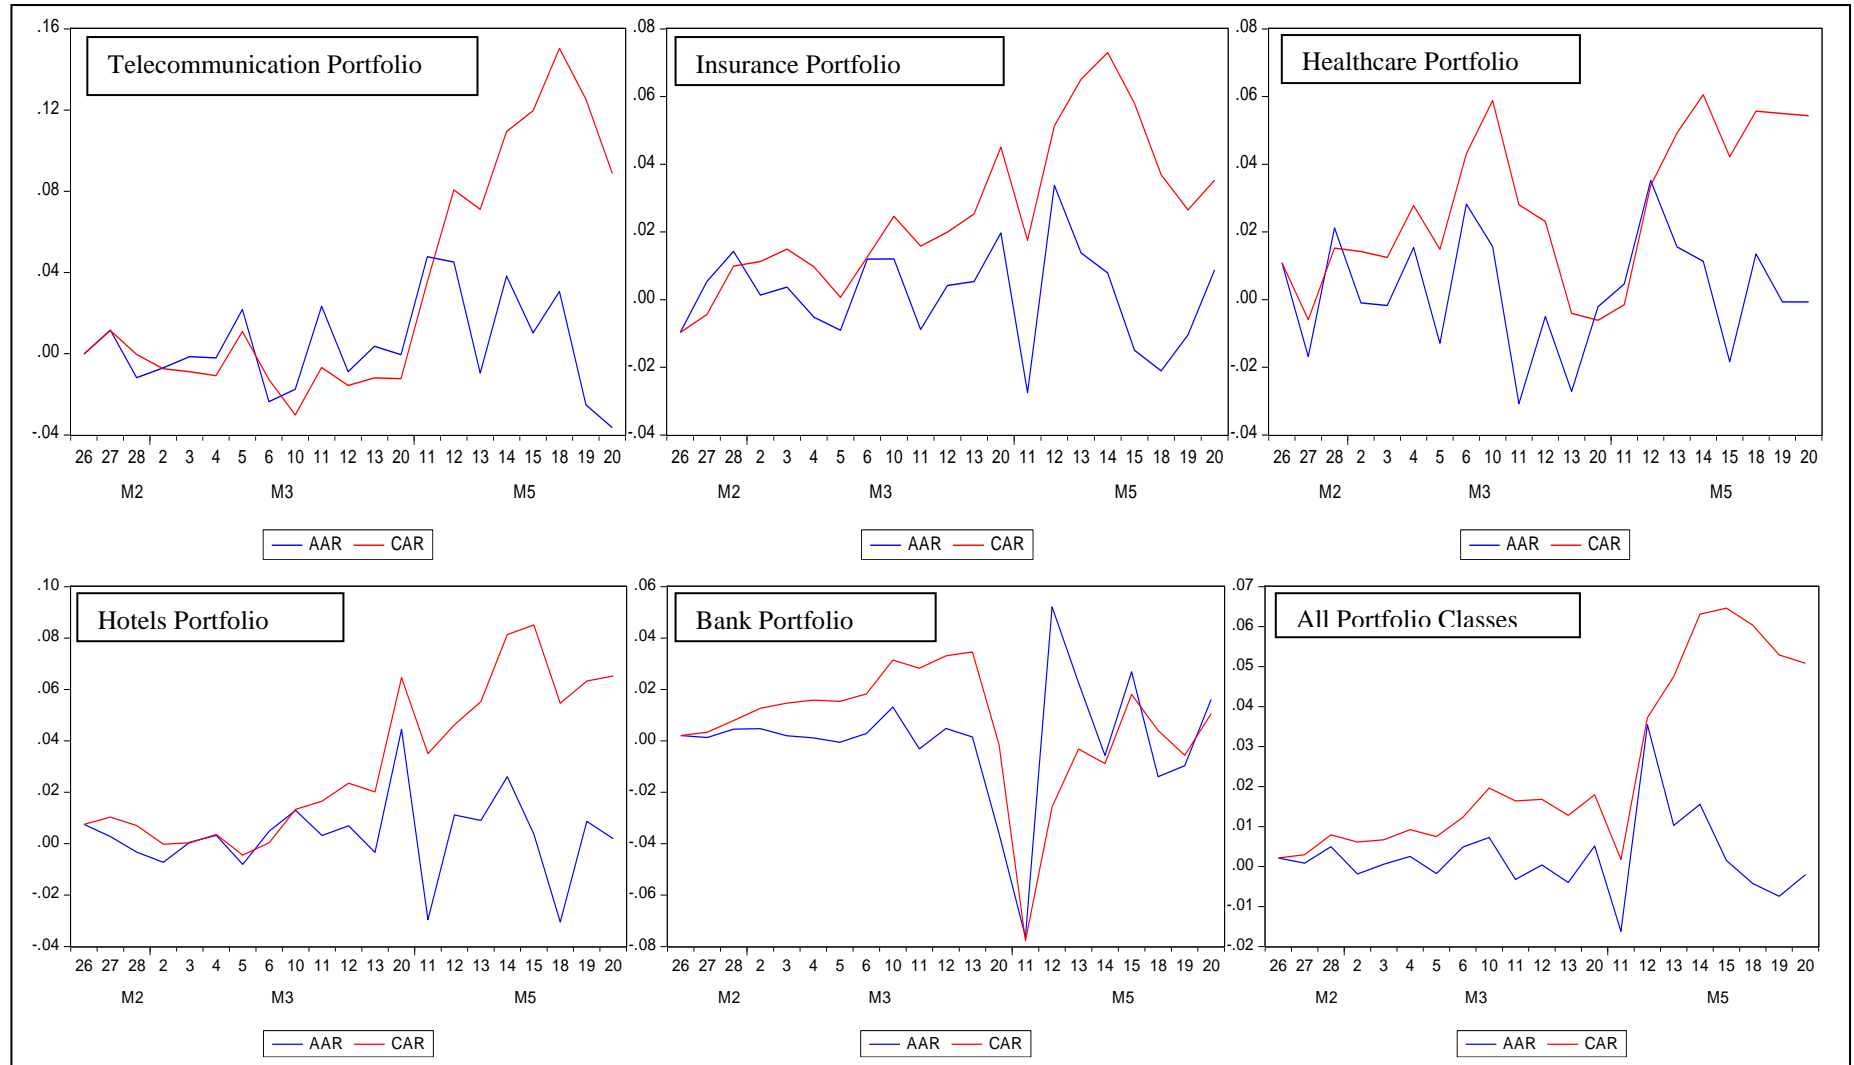 Telecommunication Portfolio
.16
.12
.08
.04
.00
-.04
26 27 28 2 3 4 5 6 10 11 12 13 20 11 12 13 14 15 18 19 20
M2 M3 M5
AAR CAR
Insurance Portfolio
.08
.06
.04
.02
.00
-.02
-.04
26 27 28 2 3 4 5 6 10 11 12 13 20 11 12 13 14 15 18 19 20
M2 M3 M5
AAR CAR
Healthcare Portfolio
.08
.06
.04
.02
.00
-.02
-.04
26 27 28 2 3 4 5 6 10 11 12 13 20 11 12 13 14 15 18 19 20
M2 M3 M5
AAR CAR
Hotels Portfolio
.10
.08
.06
.04
.02
.00
-.02
-.04
26 27 28 2 3 4 5 6 10 11 12 13 20 11 12 13 14 15 18 19 20
M2 M3 M5
AAR CAR
Bank Portfolio
.06
.04
.02
.00
-.02
-.04
-.06
-.08
26 27 28 2 3 4 5 6 10 11 12 13 20 11 12 13 14 15 18 19 20
M2 M3 M5
AAR CAR
All Portfolio Classes
.07
.06
.05
.04
.03
.02
.01
.00
-.01
-.02
26 27 28 2 3 4 5 6 10 11 12 13 20 11 12 13 14 15 18 19 20
M2 M3 M5
AAR CAR